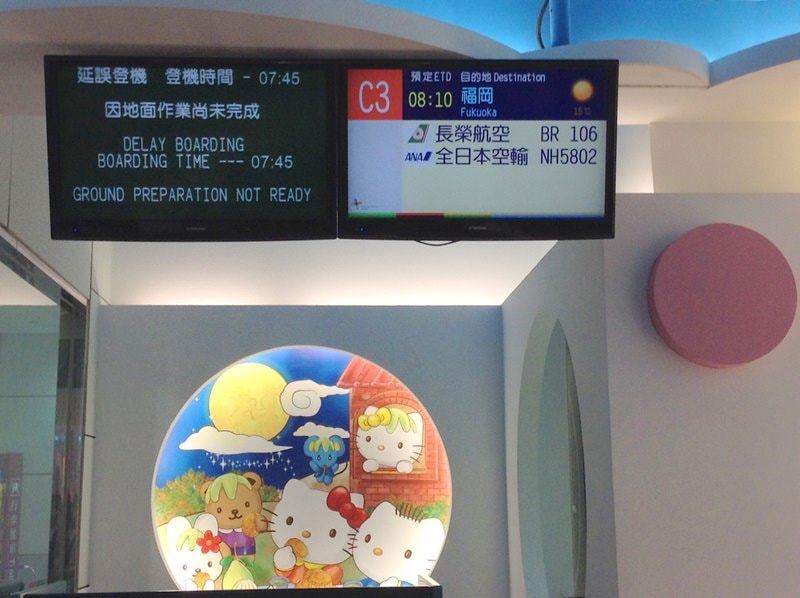 延誤登機 登機時間 - 07:45
因地面作業尚未完成
DELAY BOARDING
BOARDING TIME --- 07:45
GROUND PREPARATION NOT READY
C3
預定ETD 目的地Destination
08:10 福岡
Fukuoka
15℃
長榮航空 BR 106
ANA 全日本空輸 NH5802